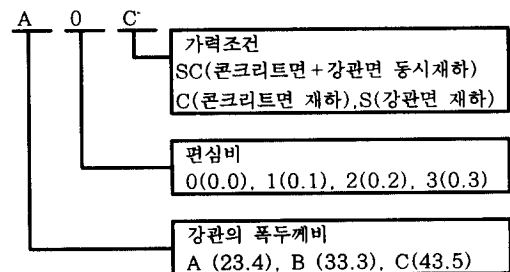 A 0 C
가력조건
SC(콘크리트면+강관면 동시재하)
C(콘크리트면 재하),S(강관면 재하)
편심비
0(0.0), 1(0.1), 2(0.2), 3(0.3)
강관의 폭두께비
A (23.4), B (33.3), C(43.5)